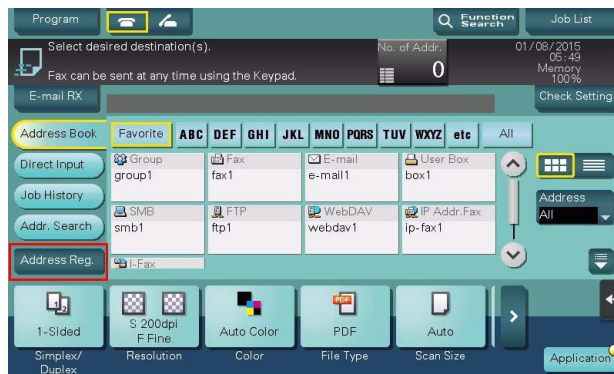 Program
Function Search
Job List
Select desired destination(s).
Fax can be sent at any time using the Keypad.
No. of Addr.
0
01/08/2015
05:49
Memory
100%
E-mail RX
Check Setting
Address Book
Favorite ABC DEF GHI JKL MNO PQRS TUV WXYZ etc All
Direct Input
Job History
Addr. Search
Address Reg.
Group
group1
Fax
fax1
E-mail
e-mail1
User Box
box1
SMB
smb1
FTP
ftp1
WebDAV
webdav1
IP Addr.Fax
ip-fax1
I-Fax
Address
All
1-Sided
Simplex/
Duplex
S 200dpi
F Fine
Resolution
Auto Color
Color
PDF
PDF
File Type
Auto
Scan Size
Application